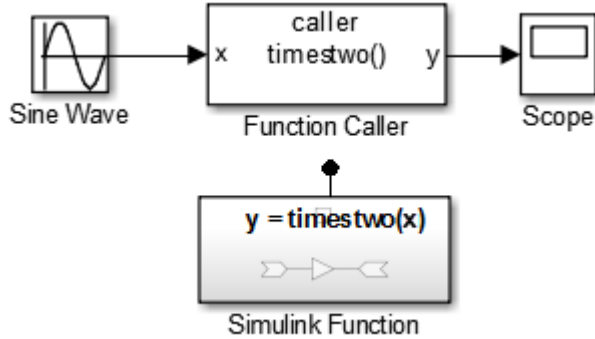 caller
x timestwo() y
Sine Wave
Function Caller
Scope
y = timestwo(x)
Simulink Function